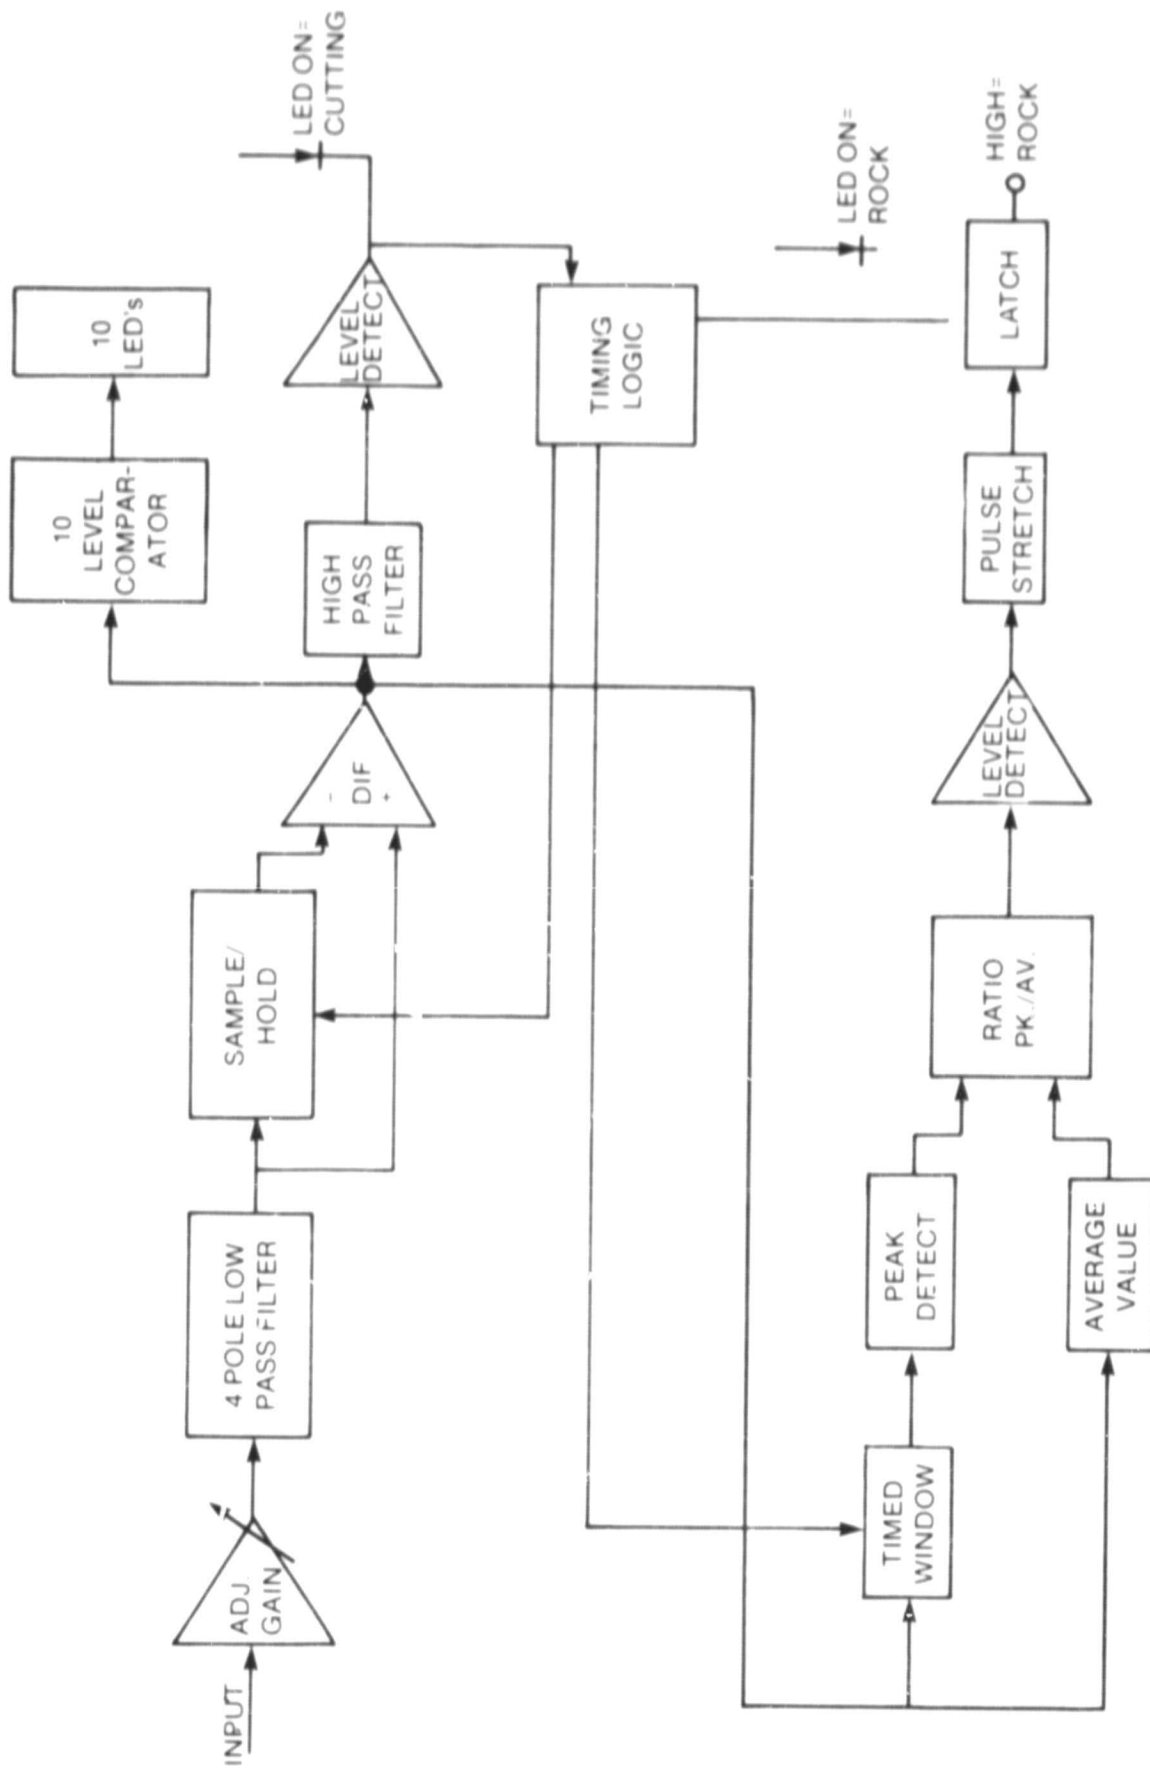 10
LEVEL
COMPAR-
ATOR
10
LED's
INPUT
ADJ.
GAIN
4 POLE LOW
PASS FILTER
SAMPLE/
HOLD
-
DIF
+
HIGH
PASS
FILTER
LEVEL
DETECT
LED ON=
CUTTING
TIMING
LOGIC
LED ON=
ROCK
TIMED
WINDOW
PEAK
DETECT
AVERAGE
VALUE
RATIO
PK./AV.
LEVEL
DETECT
PULSE
STRETCH
LATCH
HIGH=
ROCK